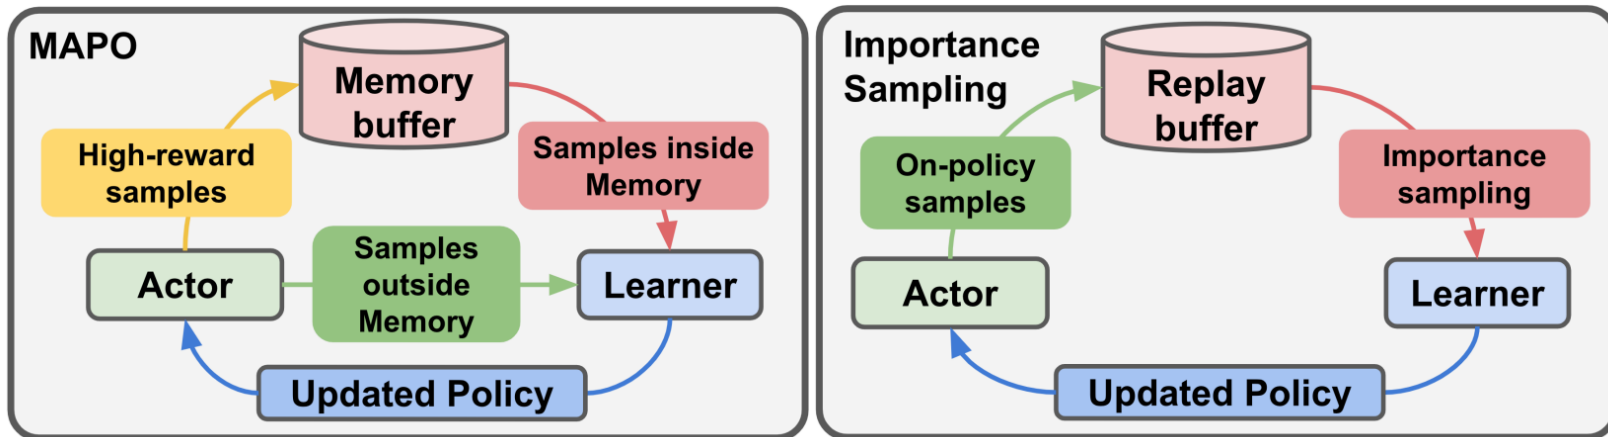 MAPO
Memory
buffer
High-reward
samples
Samples inside
Memory
Samples
outside
Memory
Actor
Learner
Updated Policy
Importance
Sampling
Replay
buffer
On-policy
samples
Importance
sampling
Actor
Learner
Updated Policy